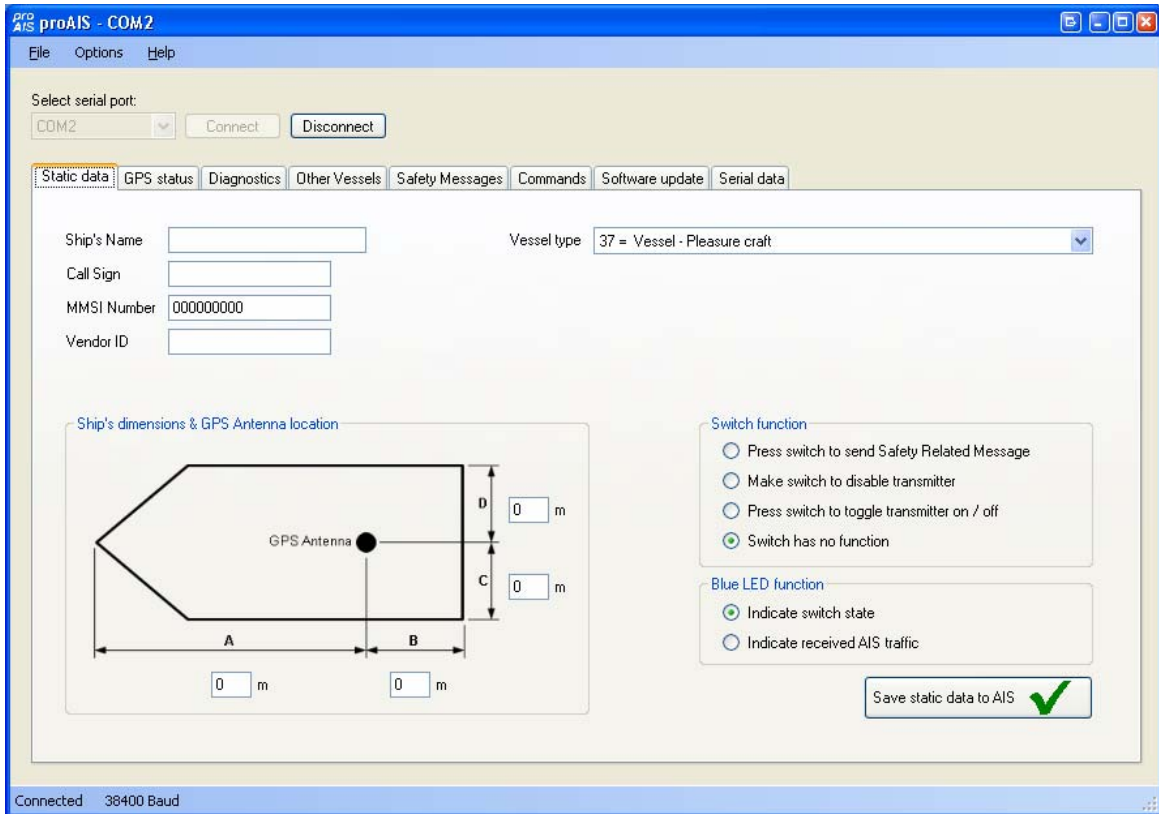 pro AIS proAIS - COM2
File Options Help
Select serial port:
COM2 Connect Disconnect
Static data GPS status Diagnostics Other Vessels Safety Messages Commands Software update Serial data
Ship's Name
Vessel type 37 = Vessel - Pleasure craft
Call Sign
MMSI Number 000000000
Vendor ID
Ship's dimensions & GPS Antenna location
D 0 m
GPS Antenna
C 0 m
A B
0 m 0 m
Switch function
Press switch to send Safety Related Message
Make switch to disable transmitter
Press switch to toggle transmitter on / off
Switch has no function
Blue LED function
Indicate switch state
Indicate received AIS traffic
Save static data to AIS
Connected 38400 Baud